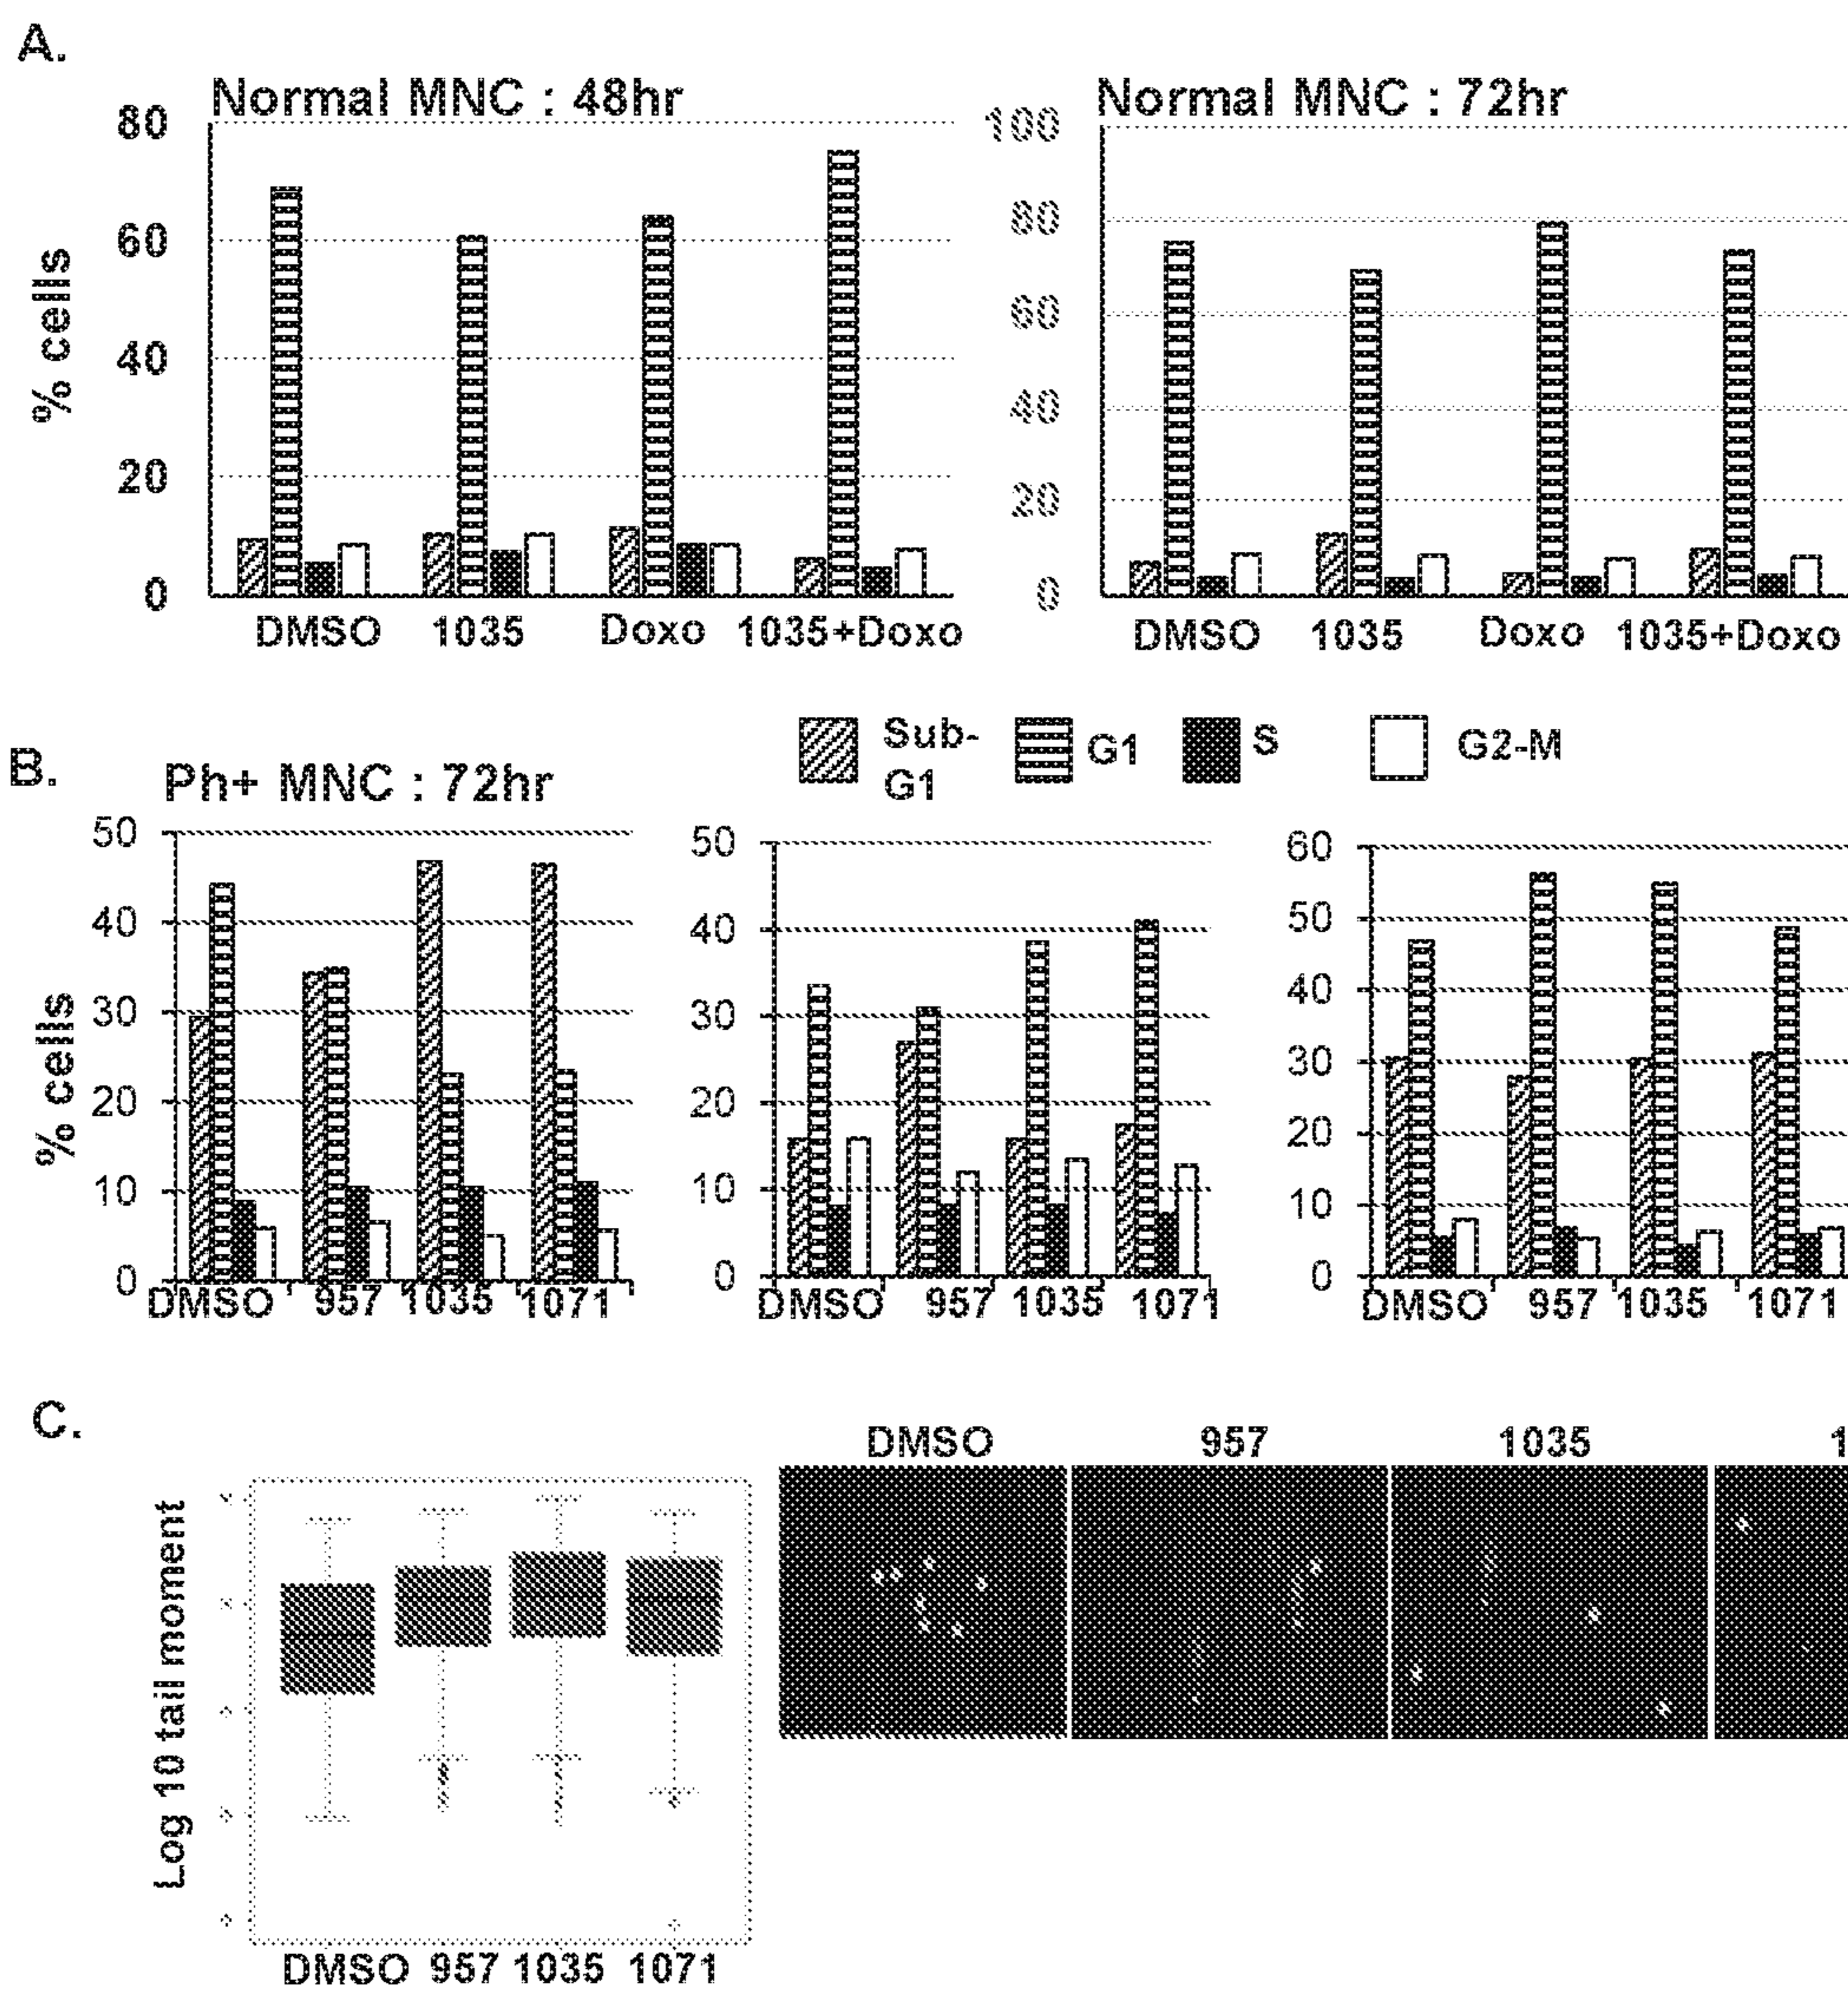 A.
Normal MNC : 48hr
80
60
40
20
0
% cells
DMSO 1035 Doxo 1035+Doxo
Normal MNC : 72hr
100
80
60
40
20
0
DMSO 1035 Doxo 1035+Doxo
Sub-
G1
G1
S
G2-M
B.
Ph+ MNC : 72hr
50
40
30
20
10
0
% cells
DMSO 957 1035 1071
50
40
30
20
10
0
DMSO 957 1035 1071
60
50
40
30
20
10
0
DMSO 957 1035 1071
C.
Log 10 tail moment
DMSO 957 1035 1071
DMSO 957 1035